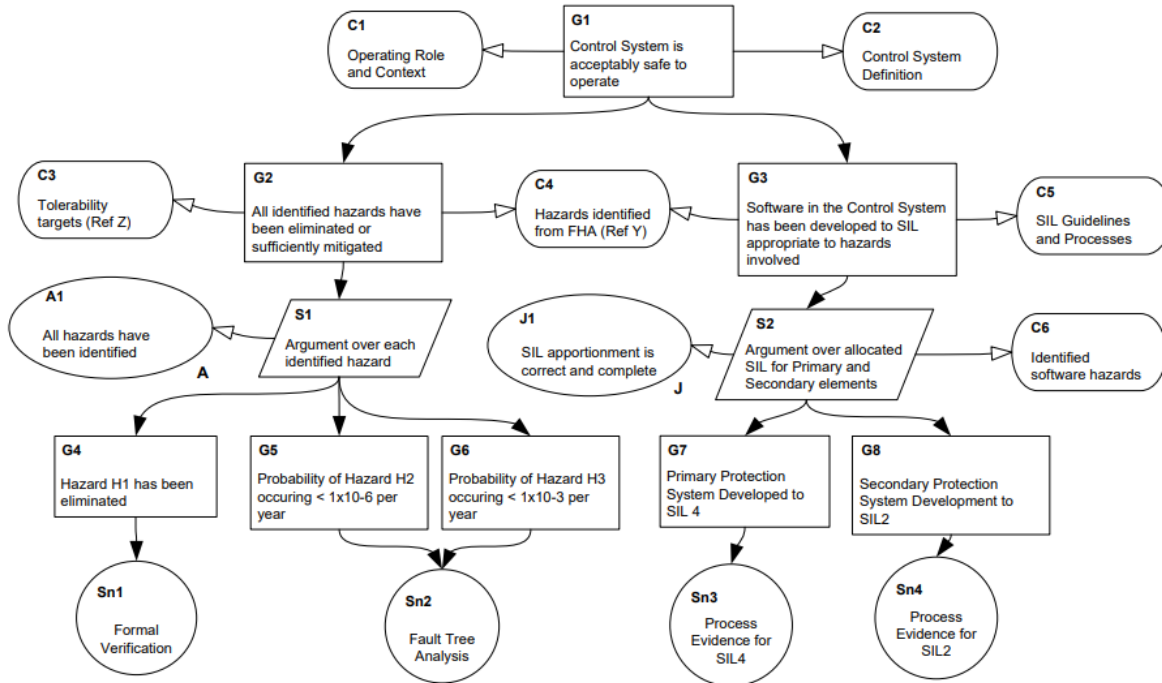 C1
Operating Role
and Context
G1
Control System is
acceptably safe to
operate
C2
Control System
Definition
C3
Tolerability
targets (Ref Z)
G2
All identified hazards have
been eliminated or
sufficiently mitigated
C4
Hazards identified
from FHA (Ref Y)
G3
Software in the Control System
has been developed to SIL
appropriate to hazards
involved
C5
SIL Guidelines
and Processes
A1
All hazards have
been identified
A
S1
Argument over each
identified hazard
J1
SIL apportionment is
correct and complete
J
S2
Argument over allocated
SIL for Primary and
Secondary elements
C6
Identified
software hazards
G4
Hazard H1 has been
eliminated
G5
Probability of Hazard H2
occuring < 1x10-6 per
year
G6
Probability of Hazard H3
occuring < 1x10-3 per
year
G7
Primary Protection
System Developed to
SIL 4
G8
Secondary Protection
System Development to
SIL2
Sn1
Formal
Verification
Sn2
Fault Tree
Analysis
Sn3
Process
Evidence for
SIL4
Sn4
Process
Evidence for
SIL2